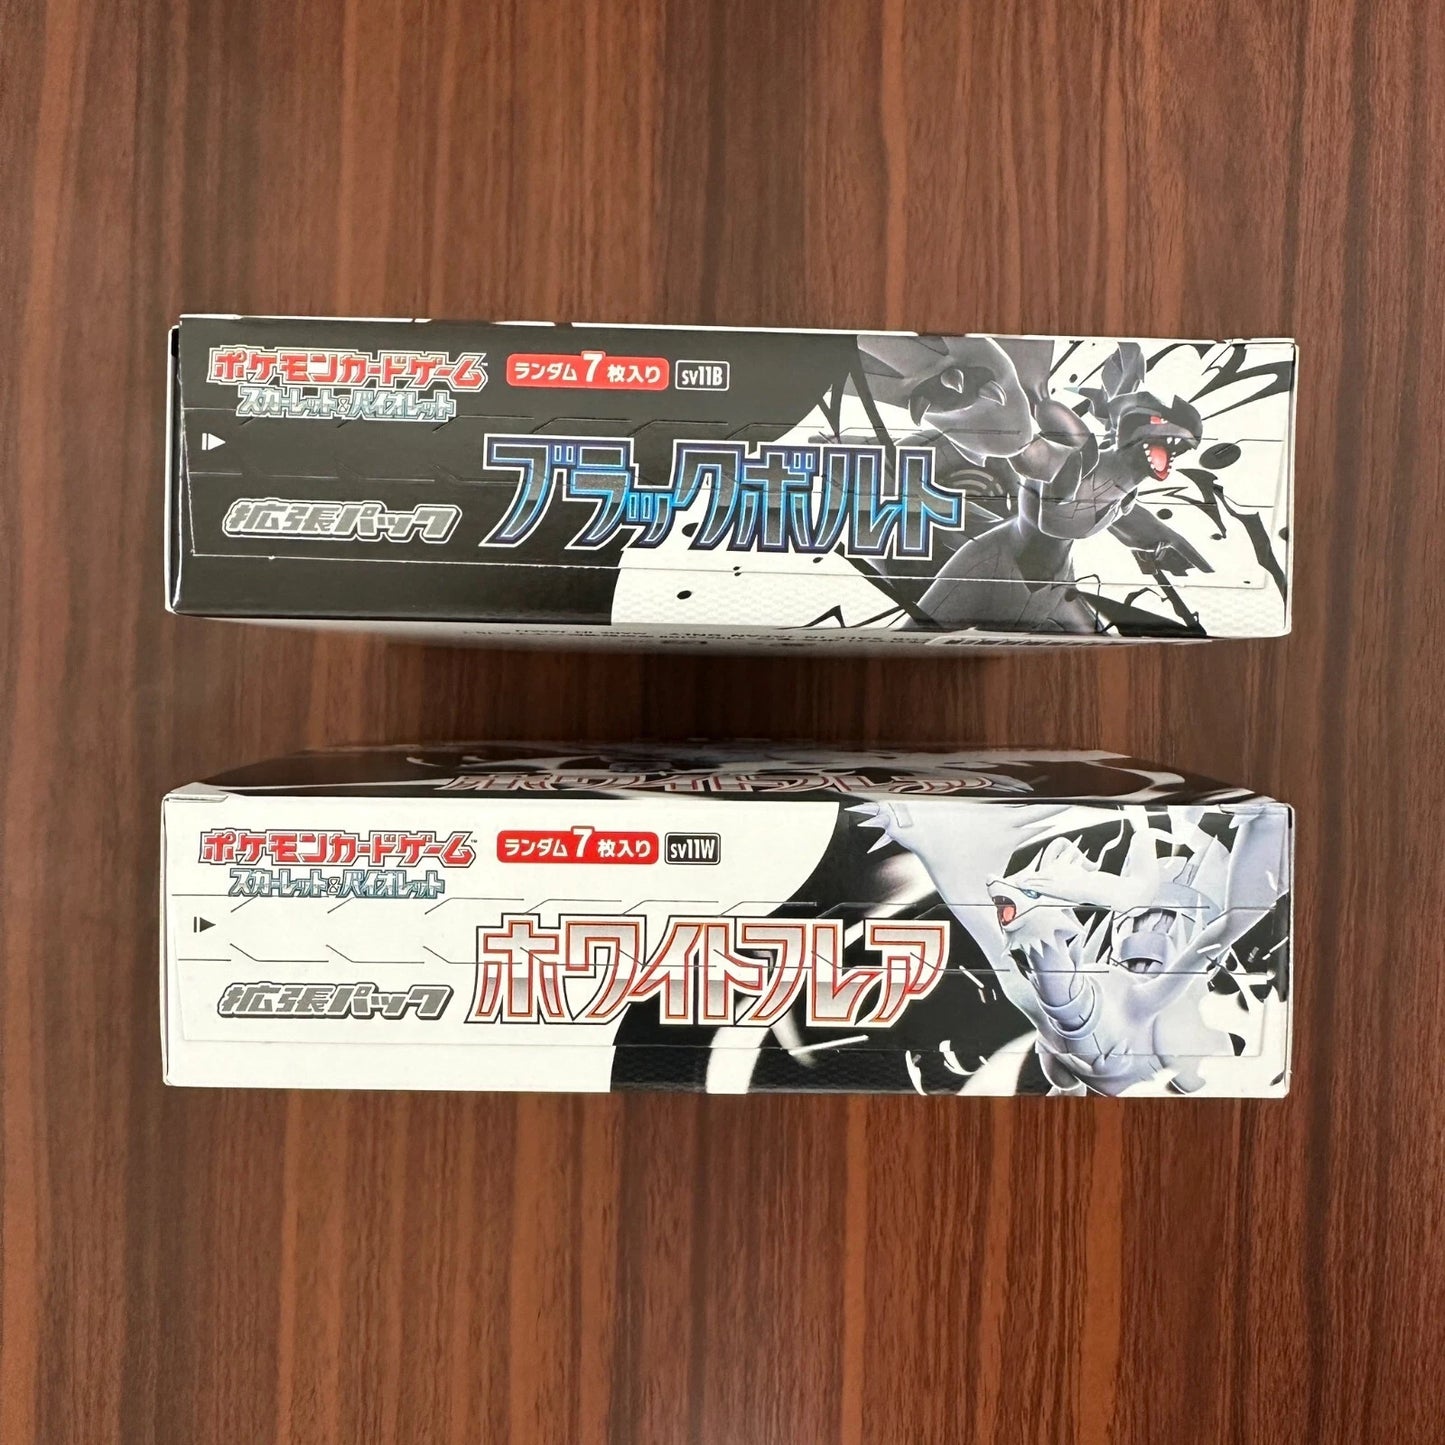 ポケモンカードゲーム
スカーレット&バイオレット
ランダム7枚入り
sv11B
拡張パック
ブラックボルト
ホワイトフレア
ポケモンカードゲーム
スカーレット&バイオレット
ランダム7枚入り
sv11W
拡張パック
ホワイトフレア